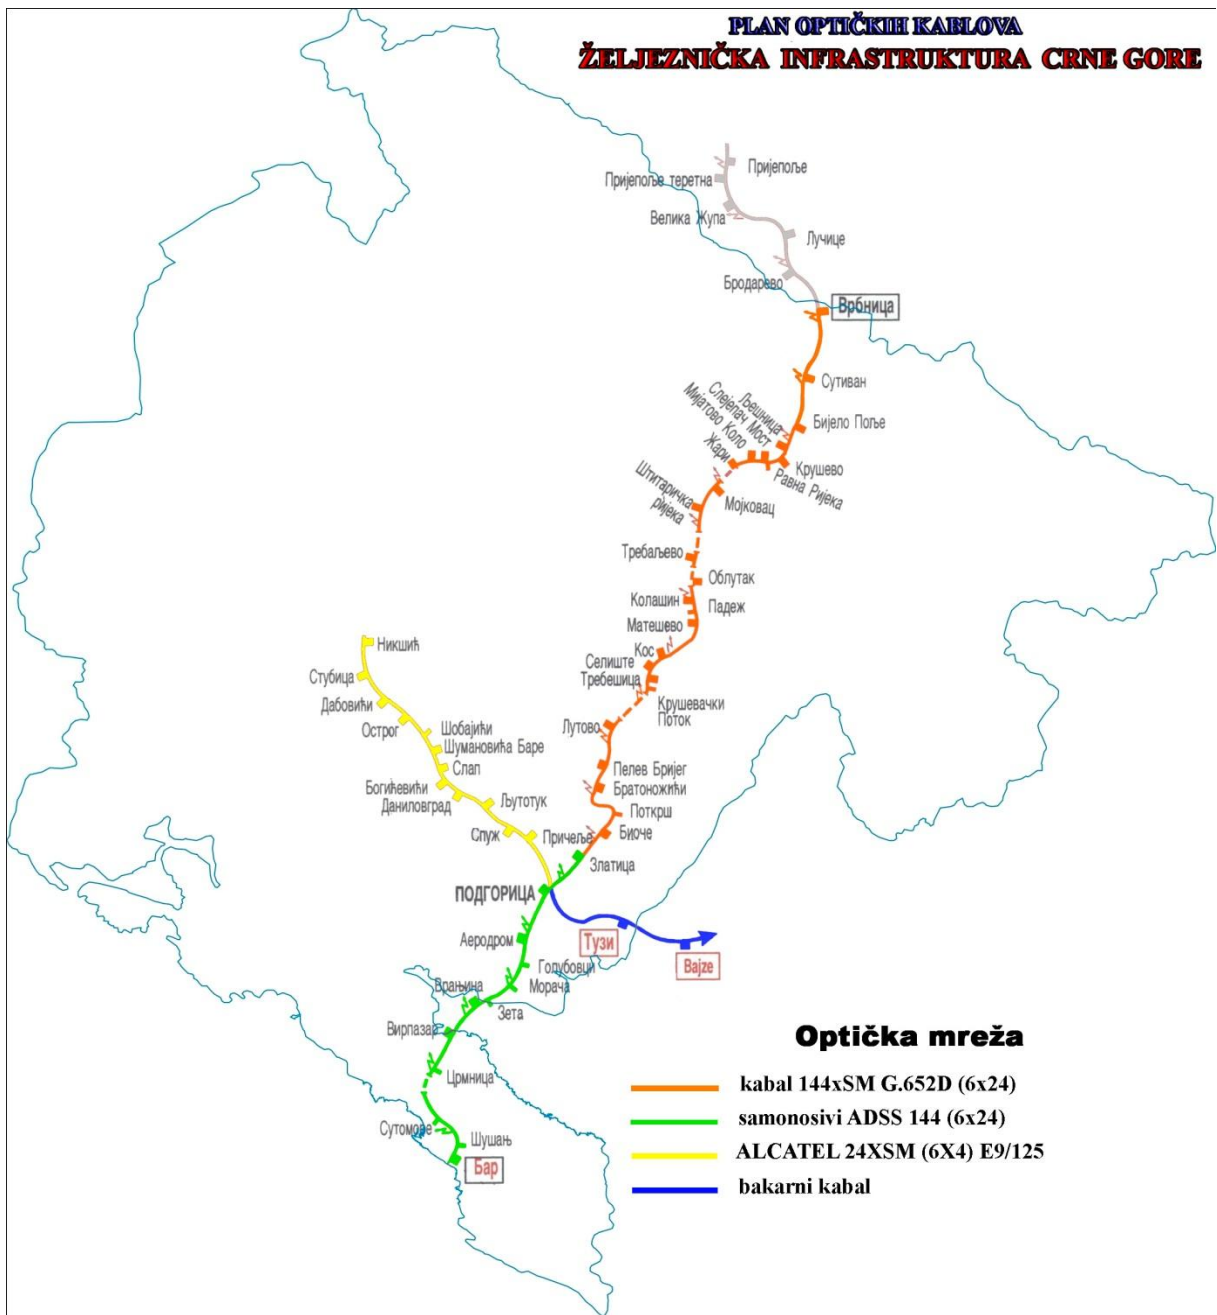 PLAN OPTIČKIH KABLOVA
ŽELJEZNIČKA INFRASTRUKTURA CRNE GORE
Пријепоље
Пријепоље теретна
Велика Жупа
Лучице
Бродарево
Врбница
Сутиван
Бијело Поље
Љешница
Слијепач Мост
Мијатово Коло
Жари
Крушево
Равна Ријека
Мојковац
Штитаричка
ријека
Требаљево
Облутак
Колашин
Падеж
Матешево
Кос
Селиште
Требешица
Крушевачки
Поток
Лутово
Пелев Бријег
Братоножићи
Поткрш
Биоче
Златица
Никшић
Стубица
Дабовићи
Острог
Шобајићи
Шумановића Баре
Слап
Богићевићи
Даниловград
Љутотук
Спуж
Причеље
ПОДГОРИЦА
Аеродром
Тузи
Bajze
Голубовци
Морача
Врањина
Зета
Вирпазар
Црмница
Сутоморе
Шушањ
Бар
Optička mreža
kabal 144xSM G.652D (6x24)
samonosivi ADSS 144 (6x24)
ALCATEL 24XSM (6X4) E9/125
bakarni kabal